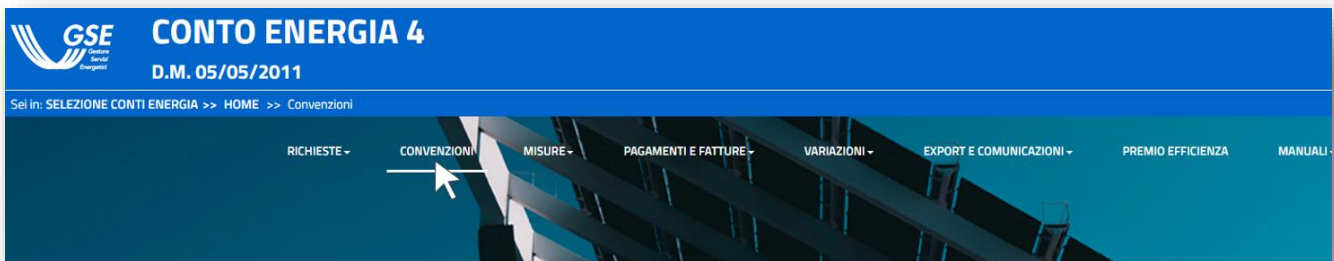 GSE
Gestore
Servizi
Energetici
CONTO ENERGIA 4
D.M. 05/05/2011
Sei in: SELEZIONE CONTI ENERGIA >> HOME >> Convenzioni
RICHIESTE CONVENZIONI MISURE PAGAMENTI E FATTURE VARIAZIONI EXPORT E COMUNICAZIONI PREMIO EFFICIENZA MANUALI